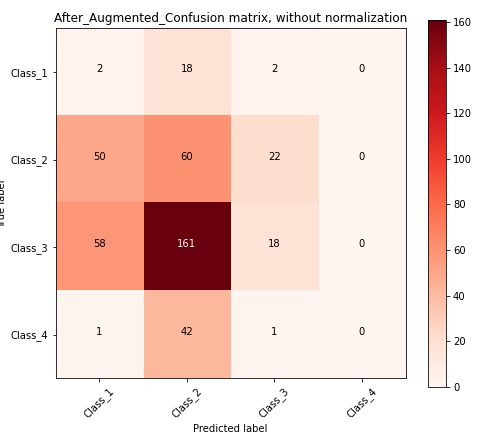 After_Augmented_Confusion matrix, without normalization
Class_1 2 18 2 0
Class_2 50 60 22 0
Class_3 58 161 18 0
Class_4 1 42 1 0
Class_1 Class_2 Class_3 Class_4
Predicted label
160
140
120
100
80
60
40
20
0